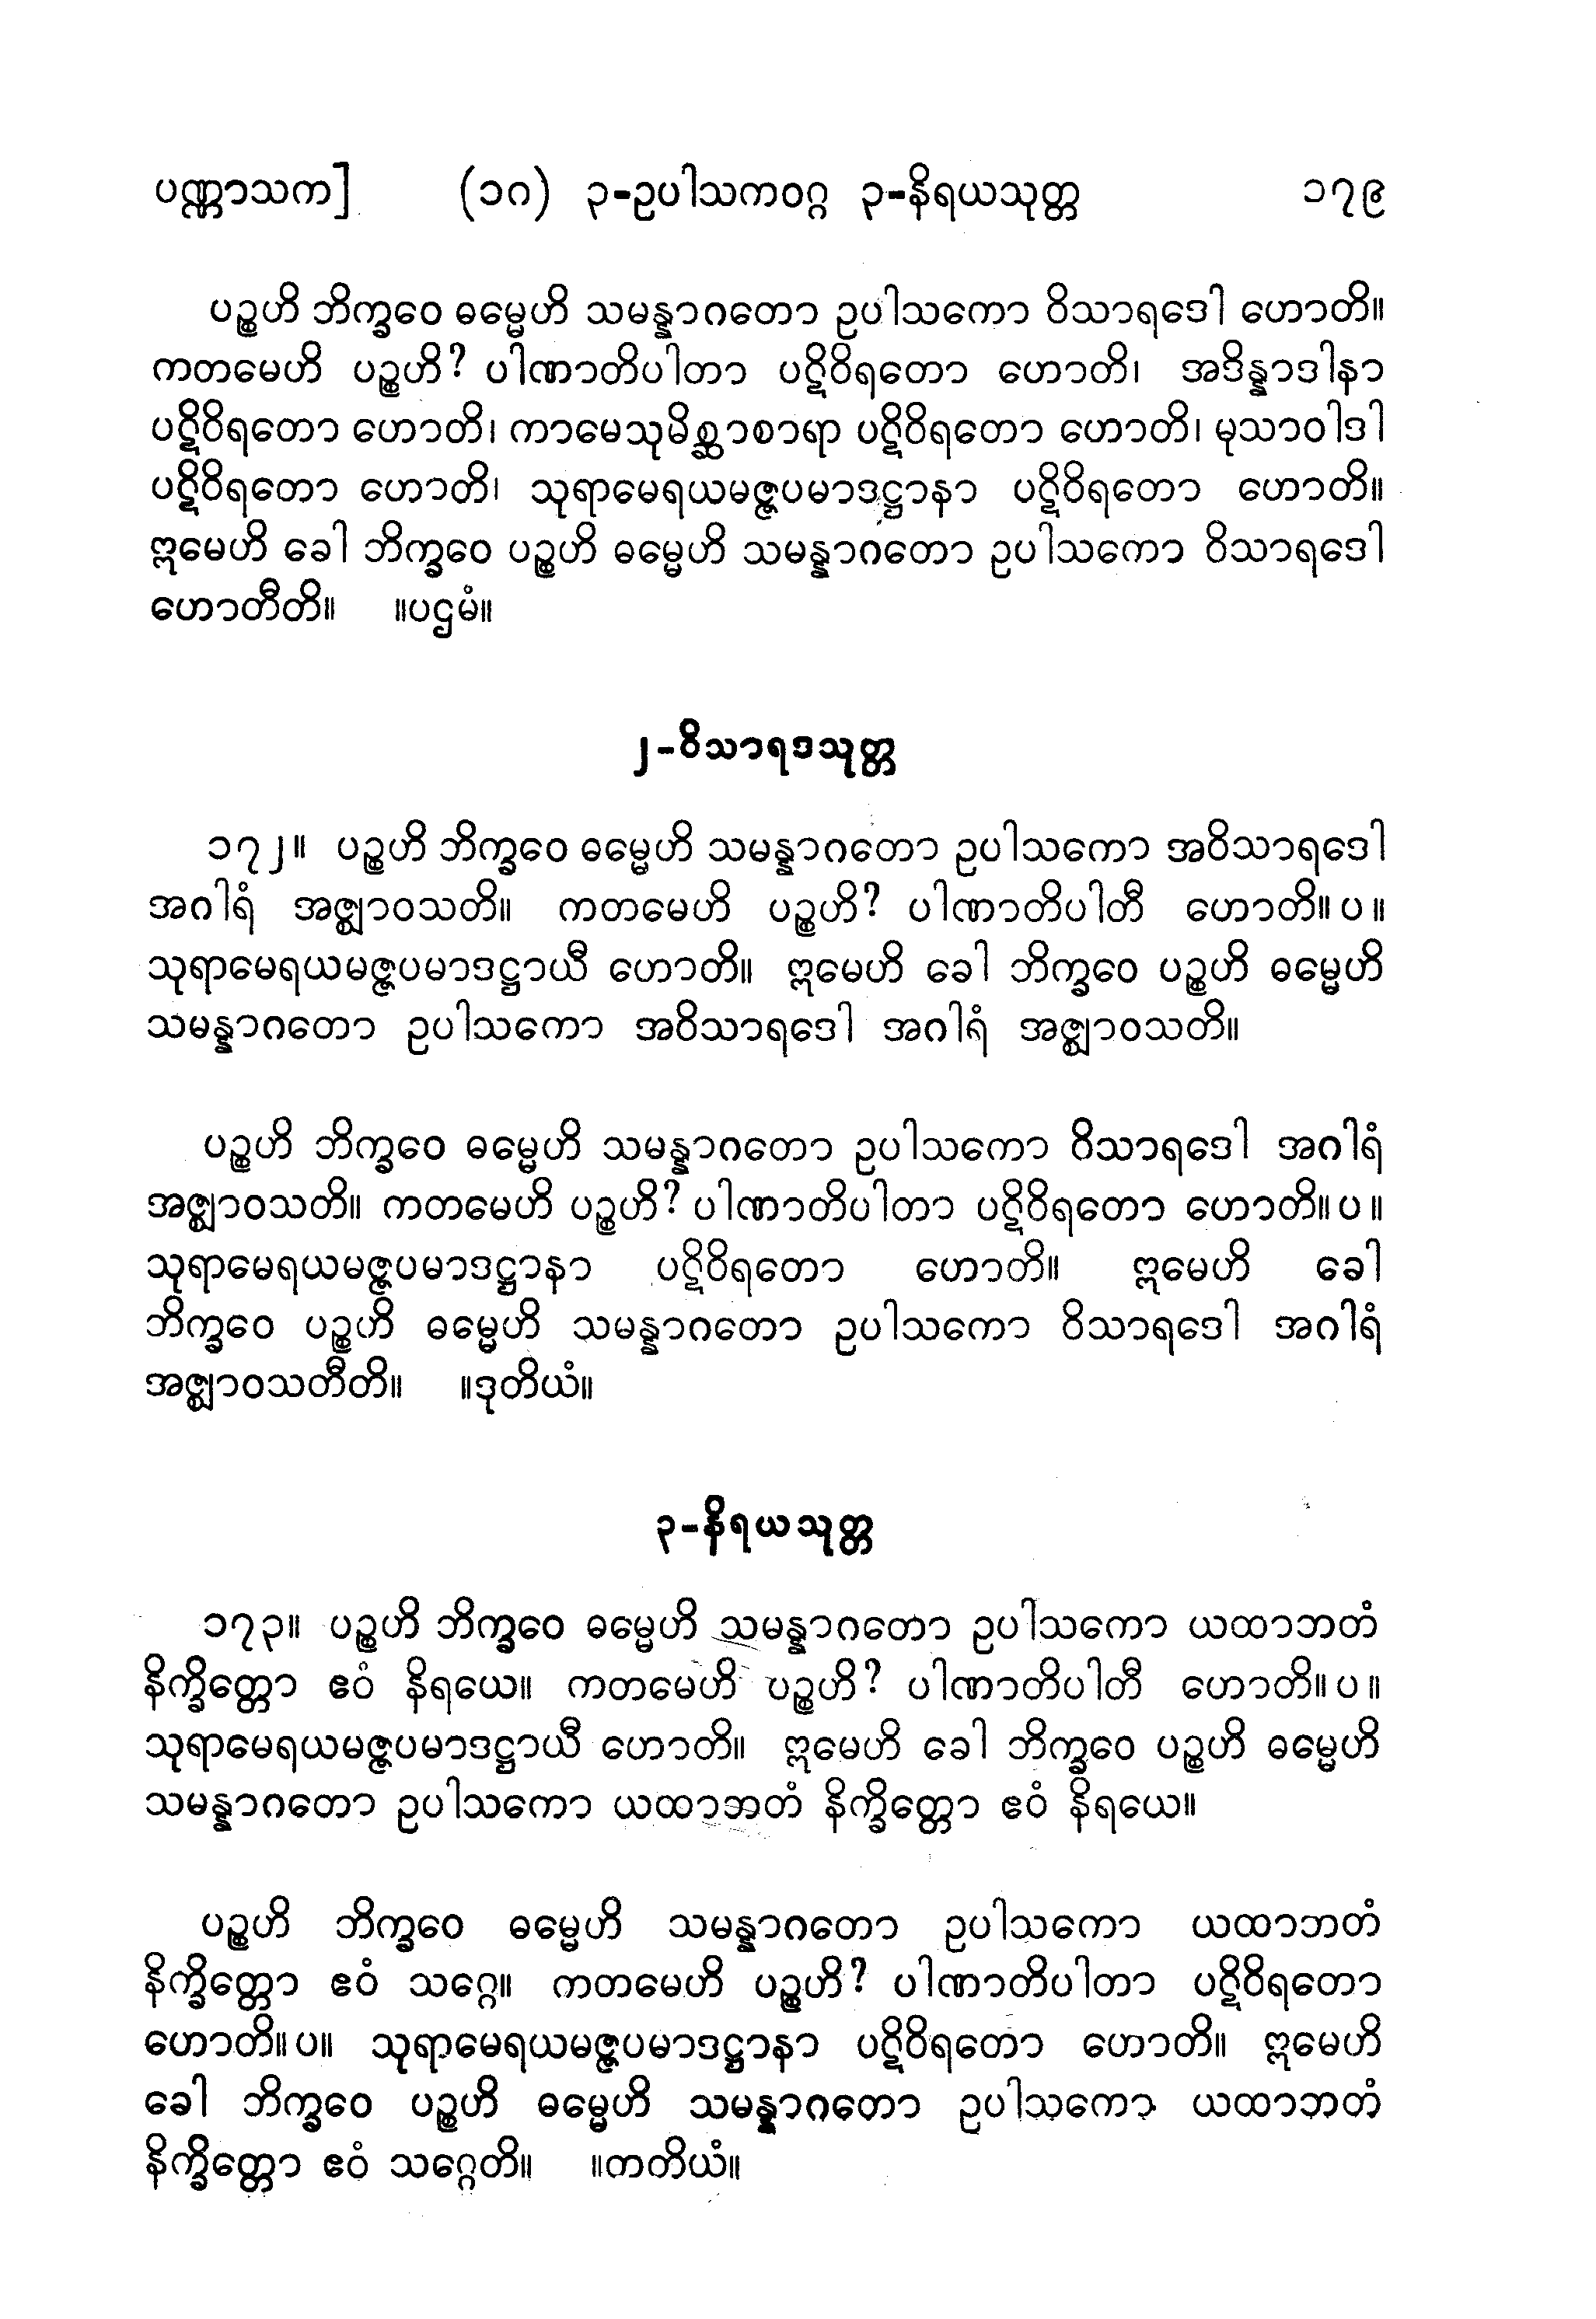 ပဏ္ဏာသက] (၁၈) ၃-ဥပါသကဝဂ္ဂ ၃-နိရယသုတ္တ ၁၇၉
ပဉ္စဟိ ဘိက္ခဝေ ဓမ္မေဟိ သမန္နာဂတော ဥပါသကော ဝိသာရဒေါ ဟောတိ။
ကတမေဟိ ပဉ္စဟိ? ပါဏာတိပါတာ ပဋိဝိရတော ဟောတိ၊ အဒိန္နာဒါနာ
ပဋိဝိရတော ဟောတိ၊ ကာမေသုမိစ္ဆာစာရာ ပဋိဝိရတော ဟောတိ၊ မုသာဝါဒါ
ပဋိဝိရတော ဟောတိ၊ သုရာမေရယမဇ္ဇပမာဒဋ္ဌာနာ ပဋိဝိရတော ဟောတိ။
ဣမေဟိ ခေါ ဘိက္ခဝေ ပဉ္စဟိ ဓမ္မေဟိ သမန္နာဂတော ဥပါသကော ဝိသာရဒေါ
ဟောတီတိ။ ။ပဌမံ။
၂-ဝိသာရဒသုတ္တ
၁၇၂။ ပဉ္စဟိ ဘိက္ခဝေ ဓမ္မေဟိ သမန္နာဂတော ဥပါသကော အဝိသာရဒေါ
အဂါရံ အဇ္ဈာဝသတိ။ ကတမေဟိ ပဉ္စဟိ? ပါဏာတိပါတီ ဟောတိ။ပ။
သုရာမေရယမဇ္ဇပမာဒဋ္ဌာယီ ဟောတိ။ ဣမေဟိ ခေါ ဘိက္ခဝေ ပဉ္စဟိ ဓမ္မေဟိ
သမန္နာဂတော ဥပါသကော အဝိသာရဒေါ အဂါရံ အဇ္ဈာဝသတိ။
ပဉ္စဟိ ဘိက္ခဝေ ဓမ္မေဟိ သမန္နာဂတော ဥပါသကော ဝိသာရဒေါ အဂါရံ
အဇ္ဈာဝသတိ။ ကတမေဟိ ပဉ္စဟိ? ပါဏာတိပါတာ ပဋိဝိရတော ဟောတိ။ပ။
သုရာမေရယမဇ္ဇပမာဒဋ္ဌာနာ ပဋိဝိရတော ဟောတိ။ ဣမေဟိ ခေါ
ဘိက္ခဝေ ပဉ္စဟိ ဓမ္မေဟိ သမန္နာဂတော ဥပါသကော ဝိသာရဒေါ အဂါရံ
အဇ္ဈာဝသတီတိ။ ။ဒုတိယံ။
၃-နိရယသုတ္တ
၁၇၃။ ပဉ္စဟိ ဘိက္ခဝေ ဓမ္မေဟိ သမန္နာဂတော ဥပါသကော ယထာဘတံ
နိက္ခိတ္တော ဧဝံ နိရယေ။ ကတမေဟိ ပဉ္စဟိ? ပါဏာတိပါတီ ဟောတိ။ပ။
သုရာမေရယမဇ္ဇပမာဒဋ္ဌာယီ ဟောတိ။ ဣမေဟိ ခေါ ဘိက္ခဝေ ပဉ္စဟိ ဓမ္မေဟိ
သမန္နာဂတော ဥပါသကော ယထာဘတံ နိက္ခိတ္တော ဧဝံ နိရယေ။
ပဉ္စဟိ ဘိက္ခဝေ ဓမ္မေဟိ သမန္နာဂတော ဥပါသကော ယထာဘတံ
နိက္ခိတ္တော ဧဝံ သဂ္ဂေ။ ကတမေဟိ ပဉ္စဟိ? ပါဏာတိပါတာ ပဋိဝိရတော
ဟောတိ။ပ။ သုရာမေရယမဇ္ဇပမာဒဋ္ဌာနာ ပဋိဝိရတော ဟောတိ။ ဣမေဟိ
ခေါ ဘိက္ခဝေ ပဉ္စဟိ ဓမ္မေဟိ သမန္နာဂတော ဥပါသကော ယထာဘတံ
နိက္ခိတ္တော ဧဝံ သဂ္ဂေတိ။ ။တတိယံ။